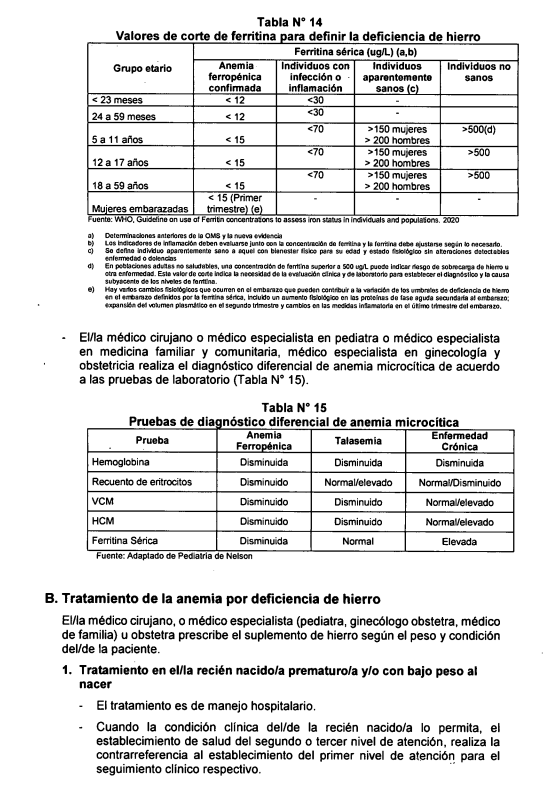 Tabla N° 14
Valores de corte de ferritina para definir la deficiencia de hierro
Grupo etario
Ferritina sérica (ug/L) (a,b)
Anemia ferropénica confirmada
Individuos con infección o inflamación
Individuos aparentemente sanos (c)
Individuos no sanos
< 23 meses < 12 <30 -
24 a 59 meses < 12 <30 -
5 a 11 años < 15 <70 >150 mujeres > 200 hombres >500(d)
12 a 17 años < 15 <70 >150 mujeres > 200 hombres >500
18 a 59 años < 15 <70 >150 mujeres > 200 hombres >500
Mujeres embarazadas < 15 (Primer trimestre) (e) - - -
Fuente: WHO, Guideline on use of Ferritin concentrations to assess iron status in individuals and populations. 2020
a) Determinaciones anteriores de la OMS y la nueva evidencia
b) Los indicadores de inflamación deben evaluarse junto con la concentración de ferritina y la ferritina debe ajustarse según lo necesario.
c) Se define individuo aparentemente sano a aquel con bienestar físico para su edad y estado fisiológico sin alteraciones detectables
enfermedad o dolencias
d) En poblaciones adultas no saludables, una concentración de ferritina superior a 500 ug/L puede indicar riesgo de sobrecarga de hierro u
otra enfermedad. Este valor de corte indica la necesidad de la evaluación clínica y de laboratorio para establecer el diagnóstico y la causa
subyacente de los niveles de ferritina.
e) Hay varios cambios fisiológicos que ocurren en el embarazo que pueden contribuir a la variación de los umbrales de deficiencia de hierro
en el embarazo definidos por la ferritina sérica, incluido un aumento fisiológico en las proteínas de fase aguda secundaria al embarazo;
expansión del volumen plasmático en el segundo trimestre y cambios en las medidas inflamatoria en el último trimestre del embarazo.
- El/la médico cirujano o médico especialista en pediatra o médico especialista
en medicina familiar y comunitaria, médico especialista en ginecología y
obstetricia realiza el diagnóstico diferencial de anemia microcítica de acuerdo
a las pruebas de laboratorio (Tabla N° 15).
Tabla N° 15
Pruebas de diagnóstico diferencial de anemia microcítica
Prueba
Anemia Ferropénica
Talasemia
Enfermedad Crónica
Hemoglobina Disminuida Disminuida Disminuida
Recuento de eritrocitos Disminuido Normal/elevado Normal/Disminuido
VCM Disminuido Disminuido Normal/elevado
HCM Disminuido Disminuido Normal/elevado
Ferritina Sérica Disminuida Normal Elevada
Fuente: Adaptado de Pediatria de Nelson
B. Tratamiento de la anemia por deficiencia de hierro
El/la médico cirujano, o médico especialista (pediatra, ginecólogo obstetra, médico
de familia) u obstetra prescribe el suplemento de hierro según el peso y condición
del/de la paciente.
1. Tratamiento en el/la recién nacido/a prematuro/a y/o con bajo peso al
nacer
- El tratamiento es de manejo hospitalario.
- Cuando la condición clínica del/de la recién nacido/a lo permita, el
establecimiento de salud del segundo o tercer nivel de atención, realiza la
contrarreferencia al establecimiento del primer nivel de atención para el
seguimiento clínico respectivo.